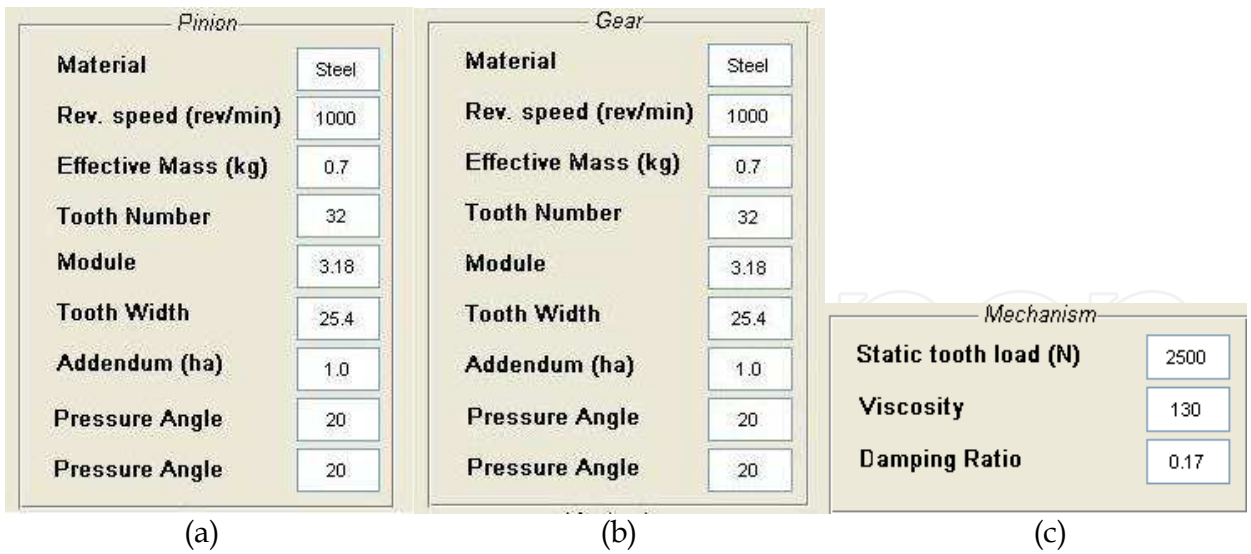 Pinion
Material Steel
Rev. speed (rev/min) 1000
Effective Mass (kg) 0.7
Tooth Number 32
Module 3.18
Tooth Width 25.4
Addendum (ha) 1.0
Pressure Angle 20
Pressure Angle 20
(a)
Gear
Material Steel
Rev. speed (rev/min) 1000
Effective Mass (kg) 0.7
Tooth Number 32
Module 3.18
Tooth Width 25.4
Addendum (ha) 1.0
Pressure Angle 20
Pressure Angle 20
(b)
Mechanism
Static tooth load (N) 2500
Viscosity 130
Damping Ratio 0.17
(c)